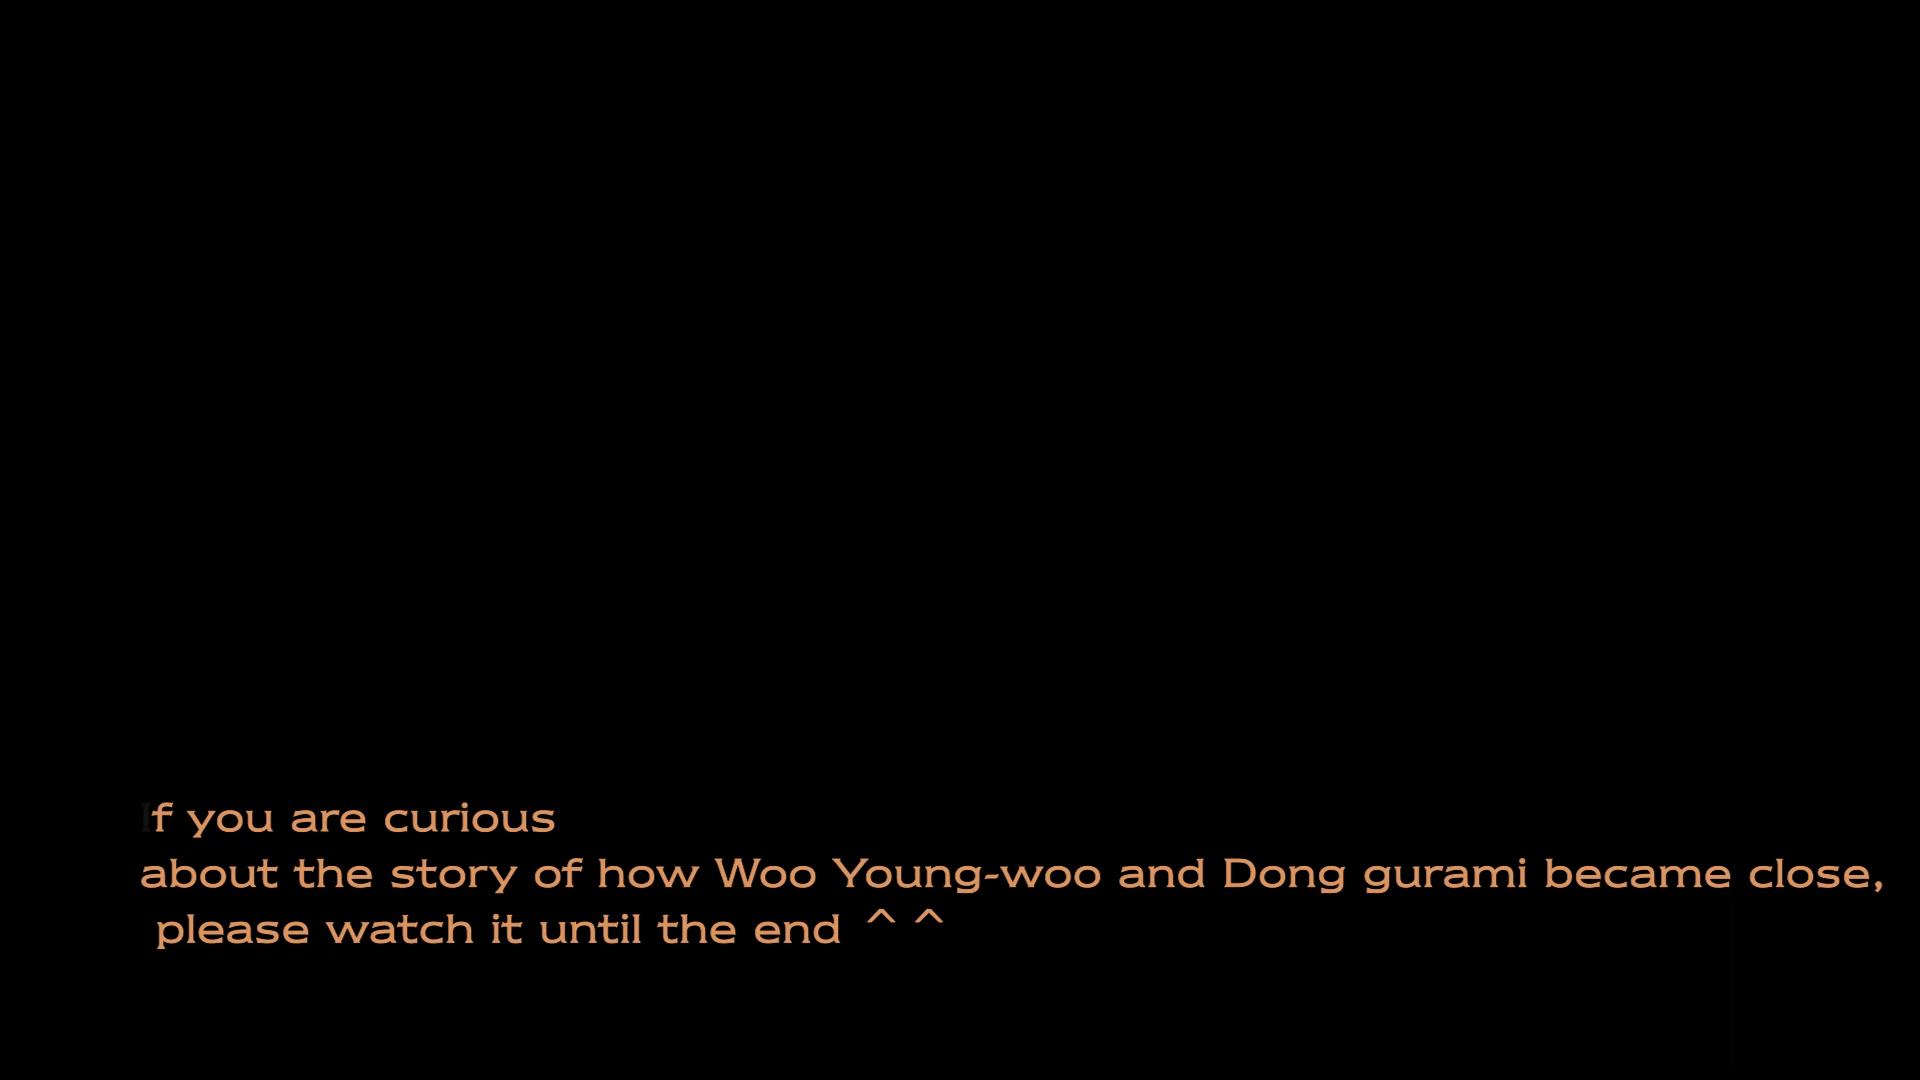 If you are curious
about the story of how Woo Young-woo and Dong gurami became close,
please watch it until the end ^ ^